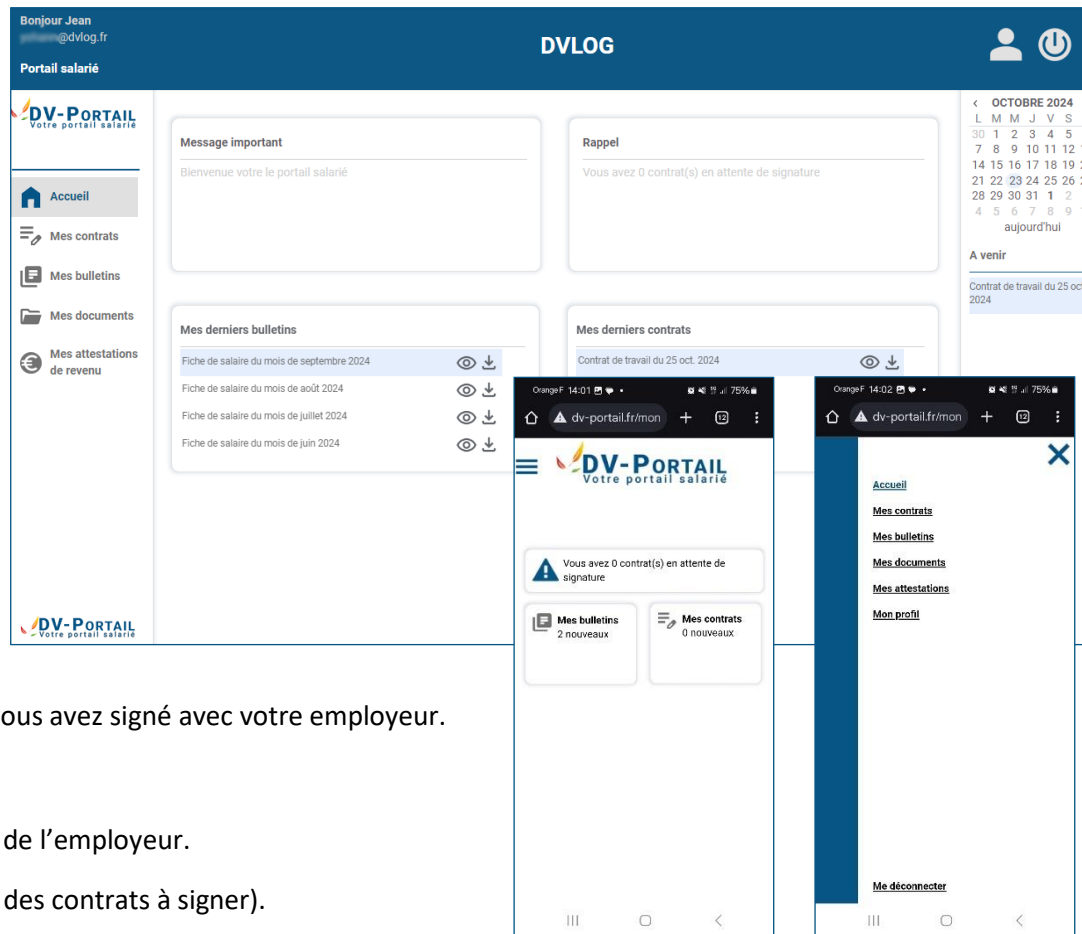 Bonjour Jean
@dvlog.fr
Portail salarié
DVLOG
DV-PORTAIL
Votre portail salarié
Accueil
Mes contrats
Mes bulletins
Mes documents
Mes attestations
de revenu
DV-PORTAIL
Votre portail salarié
Message important
Bienvenue votre le portail salarié
Rappel
Vous avez 0 contrat(s) en attente de signature
Mes derniers bulletins
Fiche de salaire du mois de septembre 2024
Fiche de salaire du mois de août 2024
Fiche de salaire du mois de juillet 2024
Fiche de salaire du mois de juin 2024
Mes derniers contrats
Contrat de travail du 25 oct. 2024
< OCTOBRE 2024
L M M J V S
30 1 2 3 4 5
7 8 9 10 11 12
14 15 16 17 18 19
21 22 23 24 25 26
28 29 30 31 1 2
4 5 6 7 8 9
aujourd'hui
A venir
Contrat de travail du 25 oct
2024
Orange F 14:01 75%
dv-portail.fr/mon + 12
DV-PORTAIL
Votre portail salarié
Vous avez 0 contrat(s) en attente de
signature
Mes bulletins
2 nouveaux
Mes contrats
0 nouveaux
Orange F 14:02 75%
dv-portail.fr/mon + 12
Accueil
Mes contrats
Mes bulletins
Mes documents
Mes attestations
Mon profil
Me déconnecter
ous avez signé avec votre employeur.
de l’employeur.
des contrats à signer).